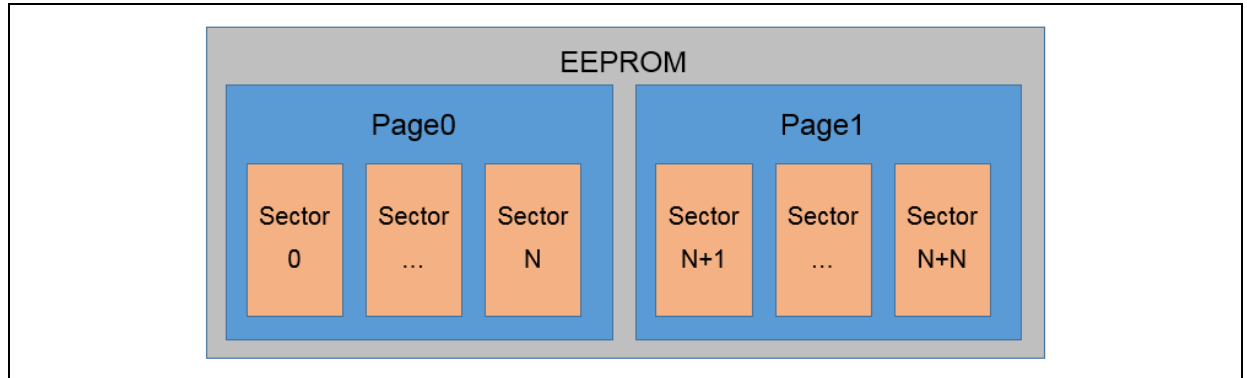 EEPROM
Page0
Page1
Sector
0
Sector
…
Sector
N
Sector
N+1
Sector
…
Sector
N+N